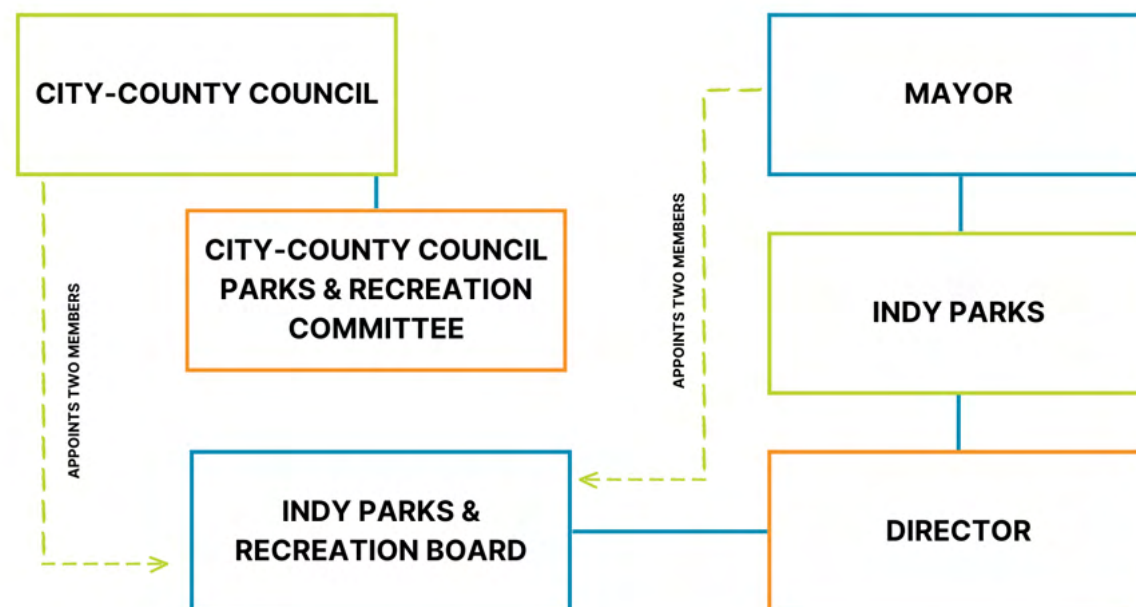 CITY-COUNTY COUNCIL
MAYOR
CITY-COUNTY COUNCIL
PARKS & RECREATION
COMMITTEE
APPOINTS TWO MEMBERS
APPOINTS TWO MEMBERS
INDY PARKS
INDY PARKS &
RECREATION BOARD
DIRECTOR